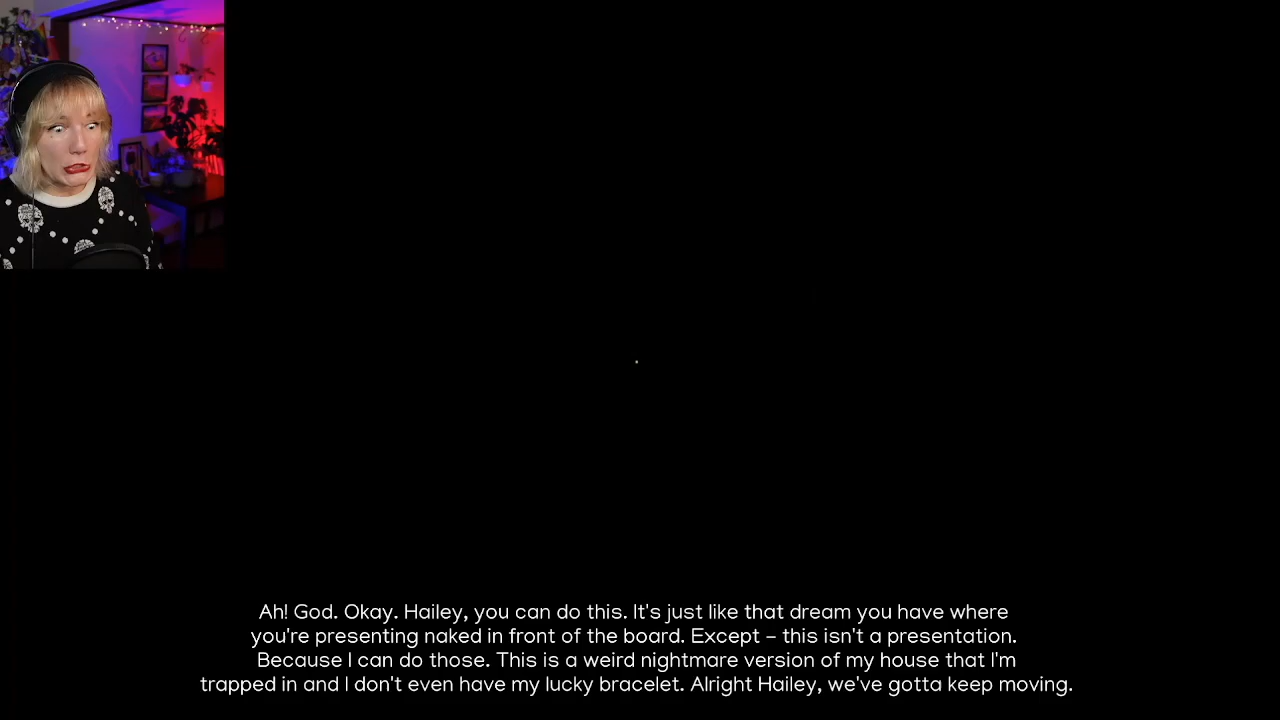 Ah! God. Okay. Hailey, you can do this. It's just like that dream you have where
you're presenting naked in front of the board. Except - this isn't a presentation.
Because I can do those. This is a weird nightmare version of my house that I'm
trapped in and I don't even have my lucky bracelet. Alright Hailey, we've gotta keep moving.